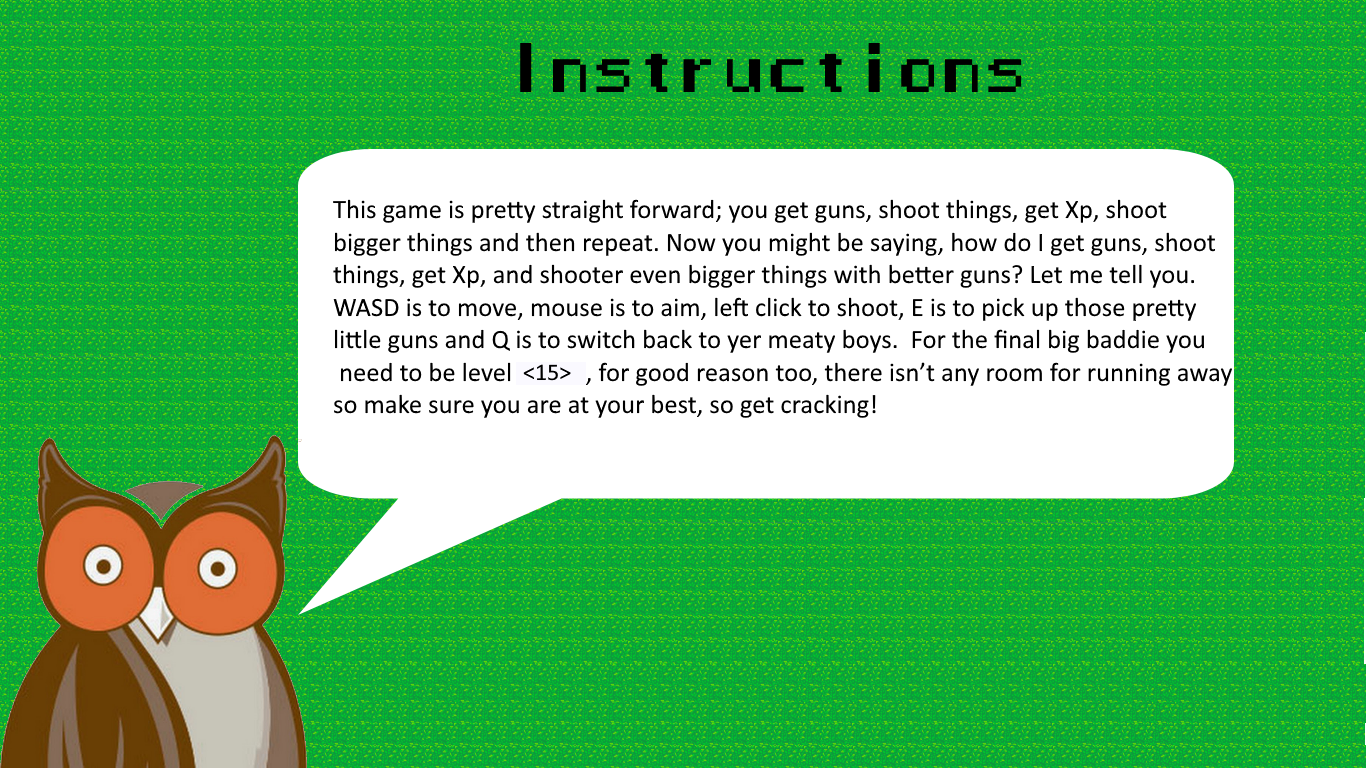 Instructions
This game is pretty straight forward; you get guns, shoot things, get Xp, shoot
bigger things and then repeat. Now you might be saying, how do I get guns, shoot
things, get Xp, and shooter even bigger things with better guns? Let me tell you.
WASD is to move, mouse is to aim, left click to shoot, E is to pick up those pretty
little guns and Q is to switch back to yer meaty boys.  For the final big baddie you
need to be level <15> , for good reason too, there isn’t any room for running away
so make sure you are at your best, so get cracking!